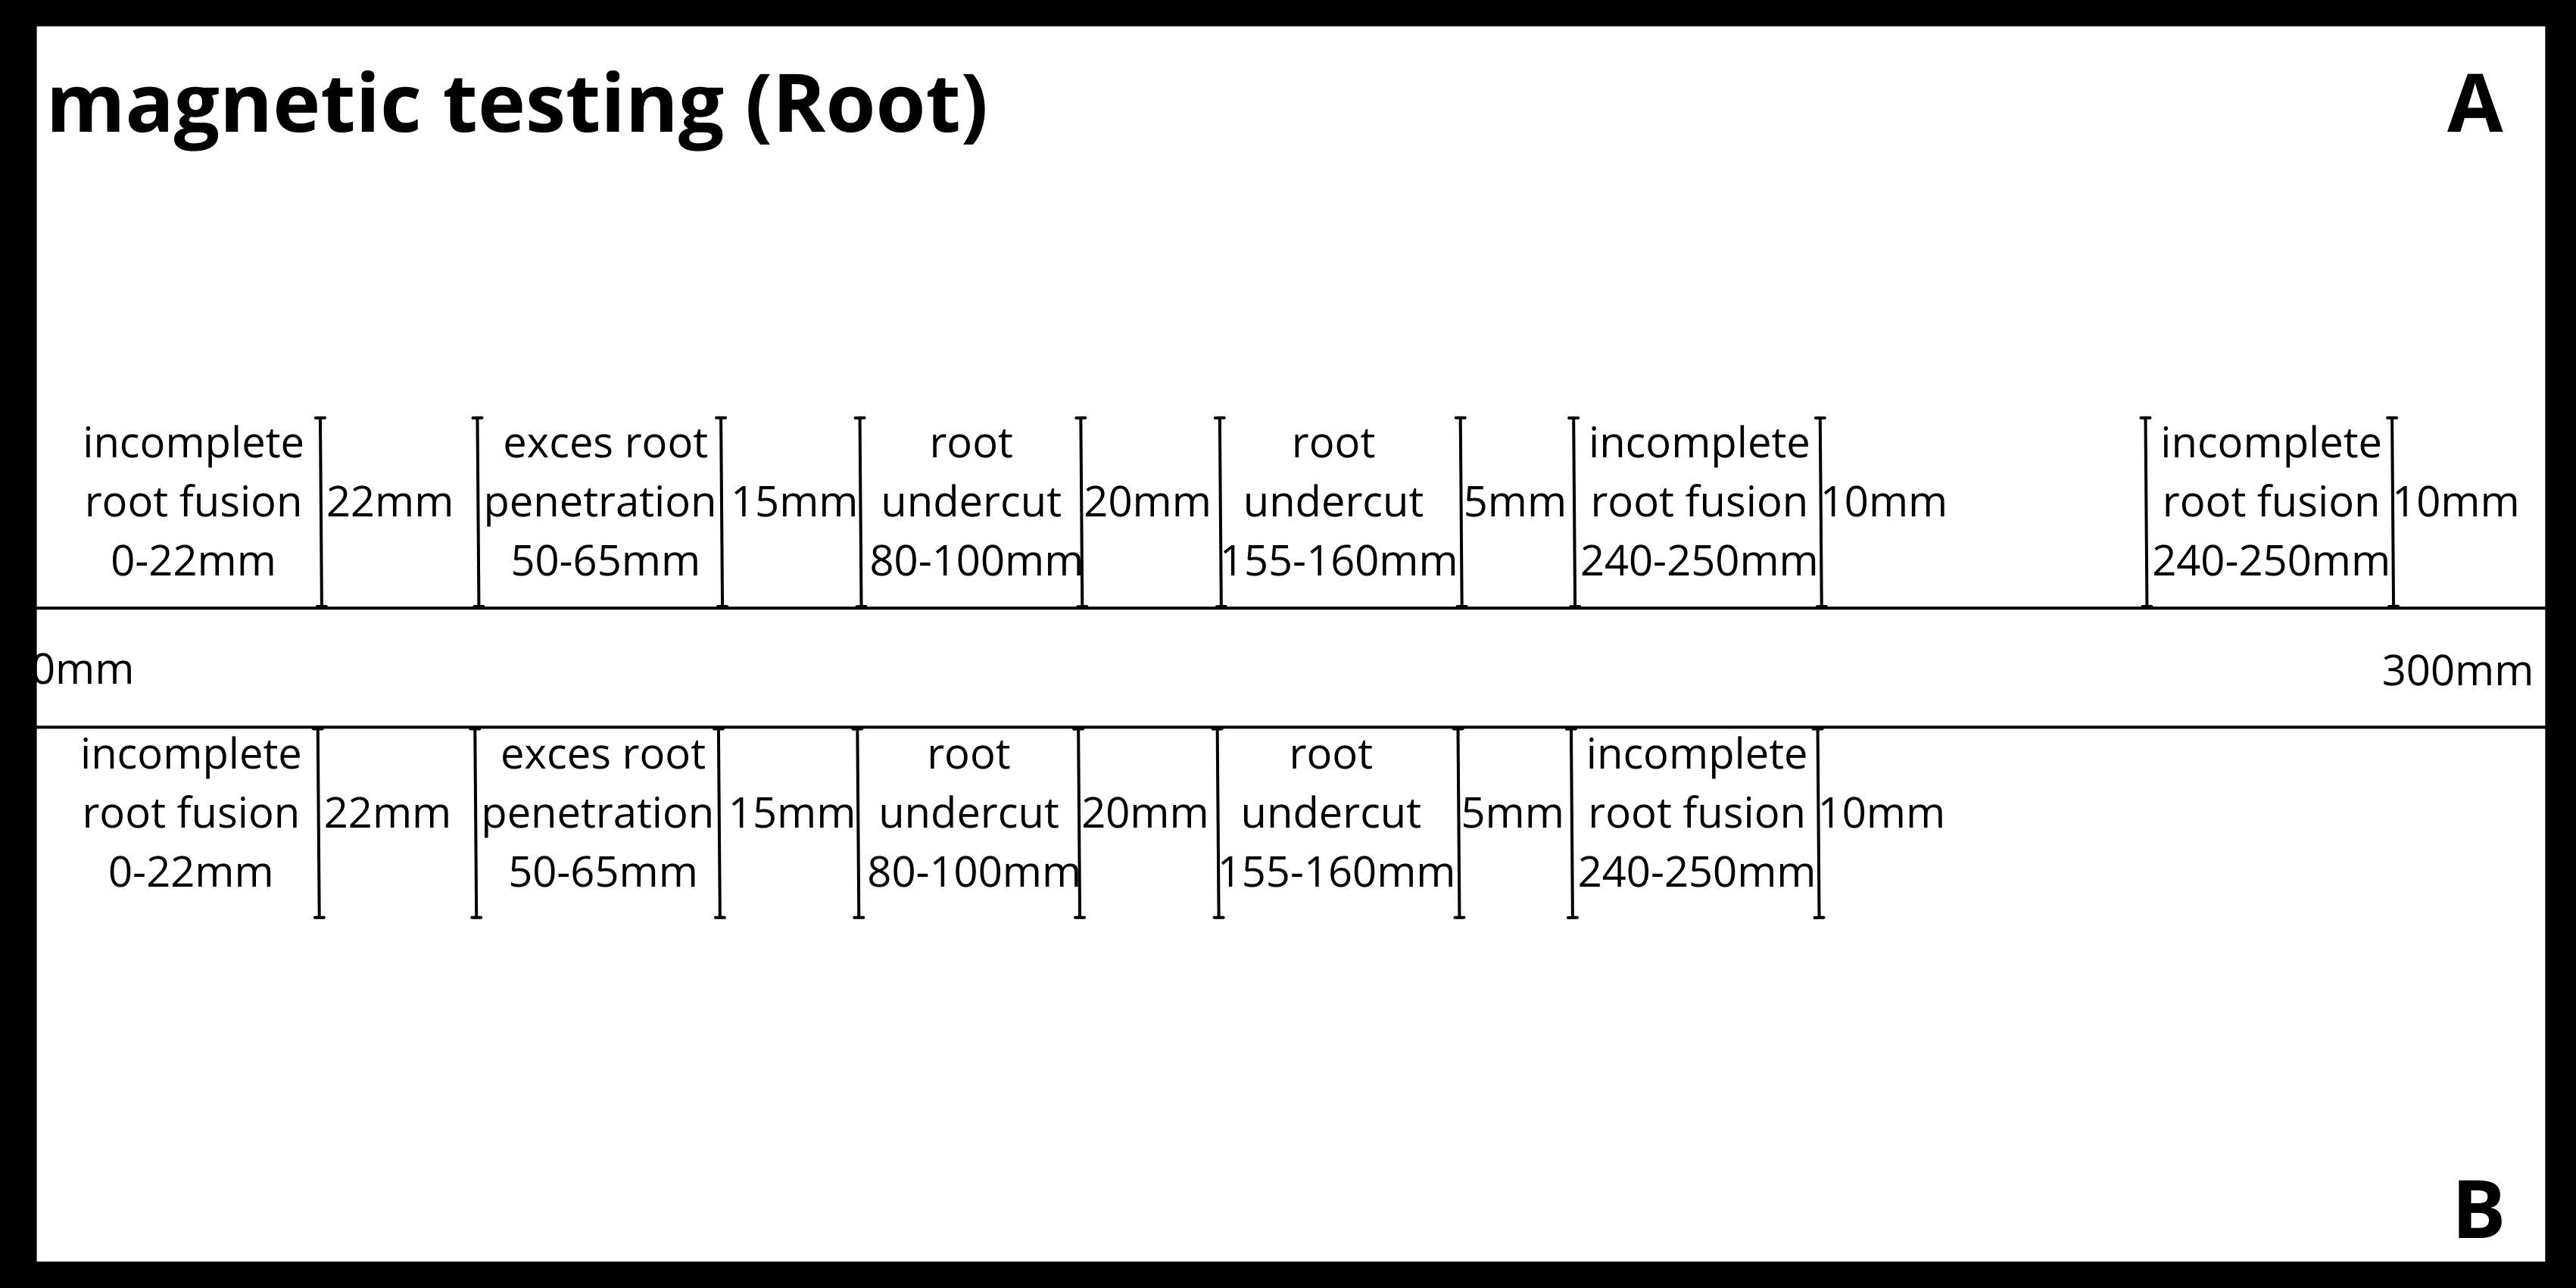 magnetic testing (Root)
A
incomplete
root fusion
0-22mm
22mm
exces root
penetration
50-65mm
15mm
root
undercut
80-100mm
20mm
root
undercut
155-160mm
5mm
incomplete
root fusion
240-250mm
10mm
incomplete
root fusion
240-250mm
10mm
0mm
300mm
incomplete
root fusion
0-22mm
22mm
exces root
penetration
50-65mm
15mm
root
undercut
80-100mm
20mm
root
undercut
155-160mm
5mm
incomplete
root fusion
240-250mm
10mm
B